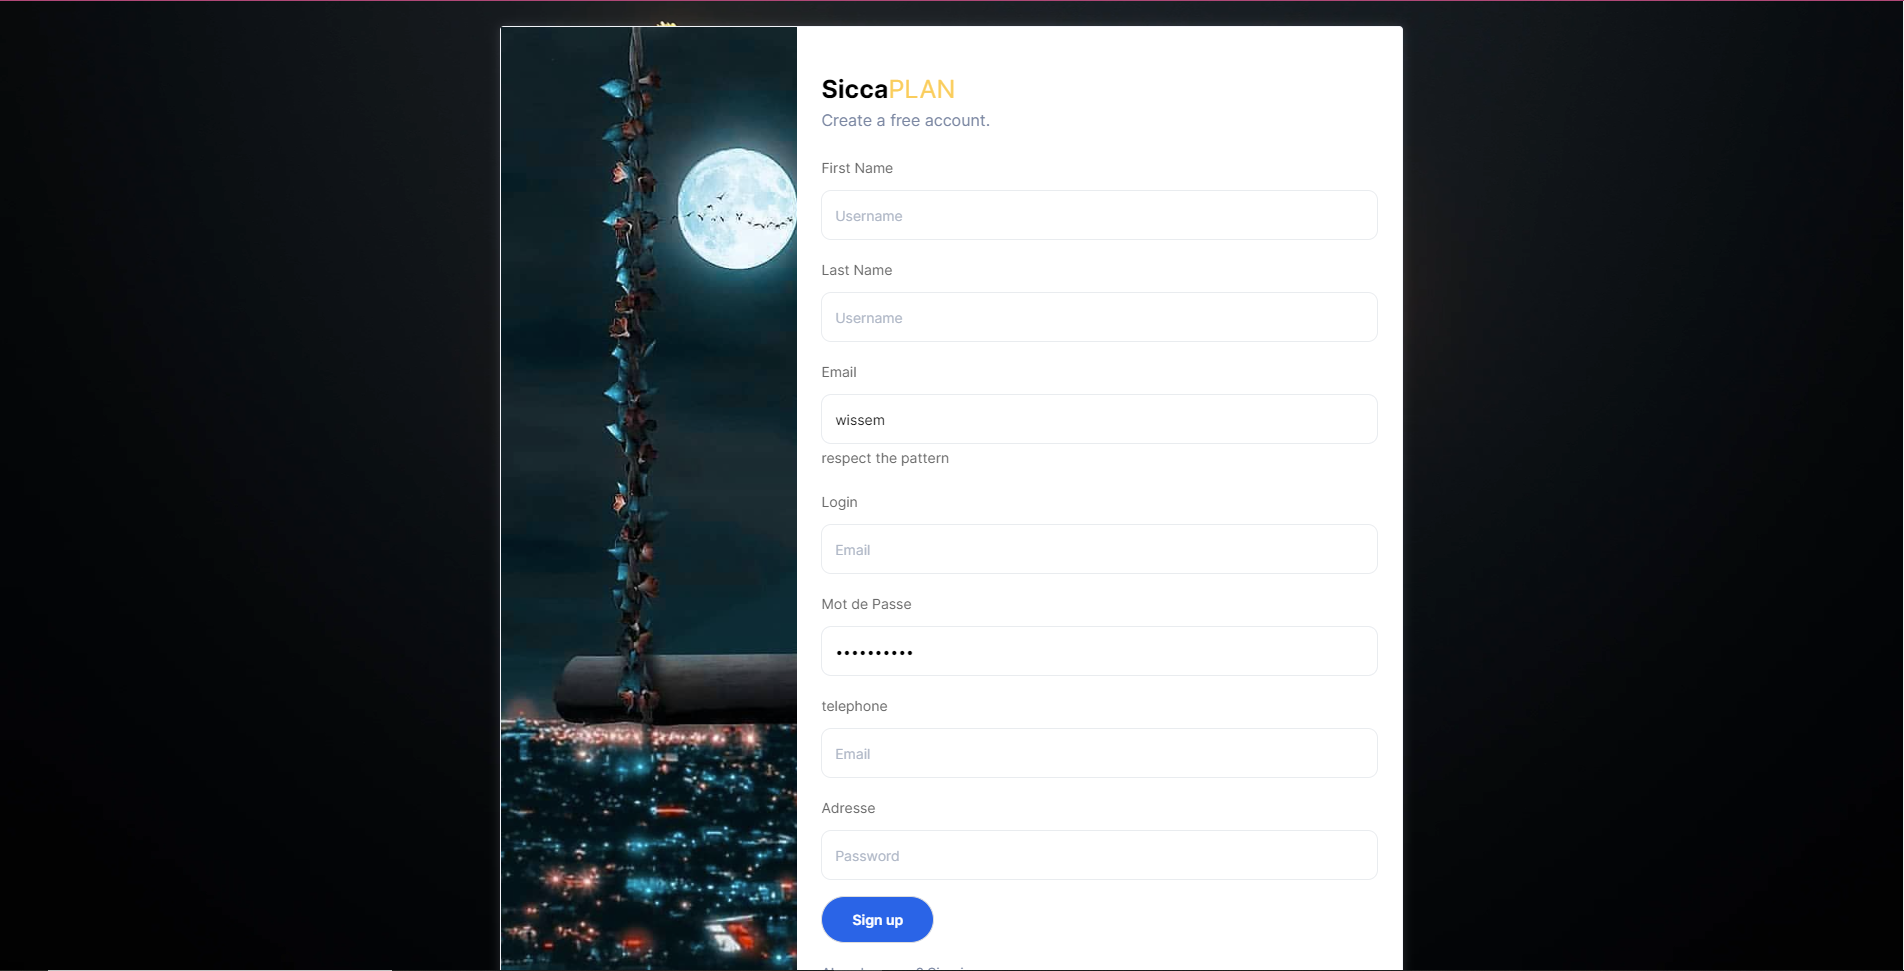 SiccaPLAN
Create a free account.
First Name
Username
Last Name
Username
Email
wissem
respect the pattern
Login
Email
Mot de Passe
••••••••••
telephone
Email
Adresse
Password
Sign up